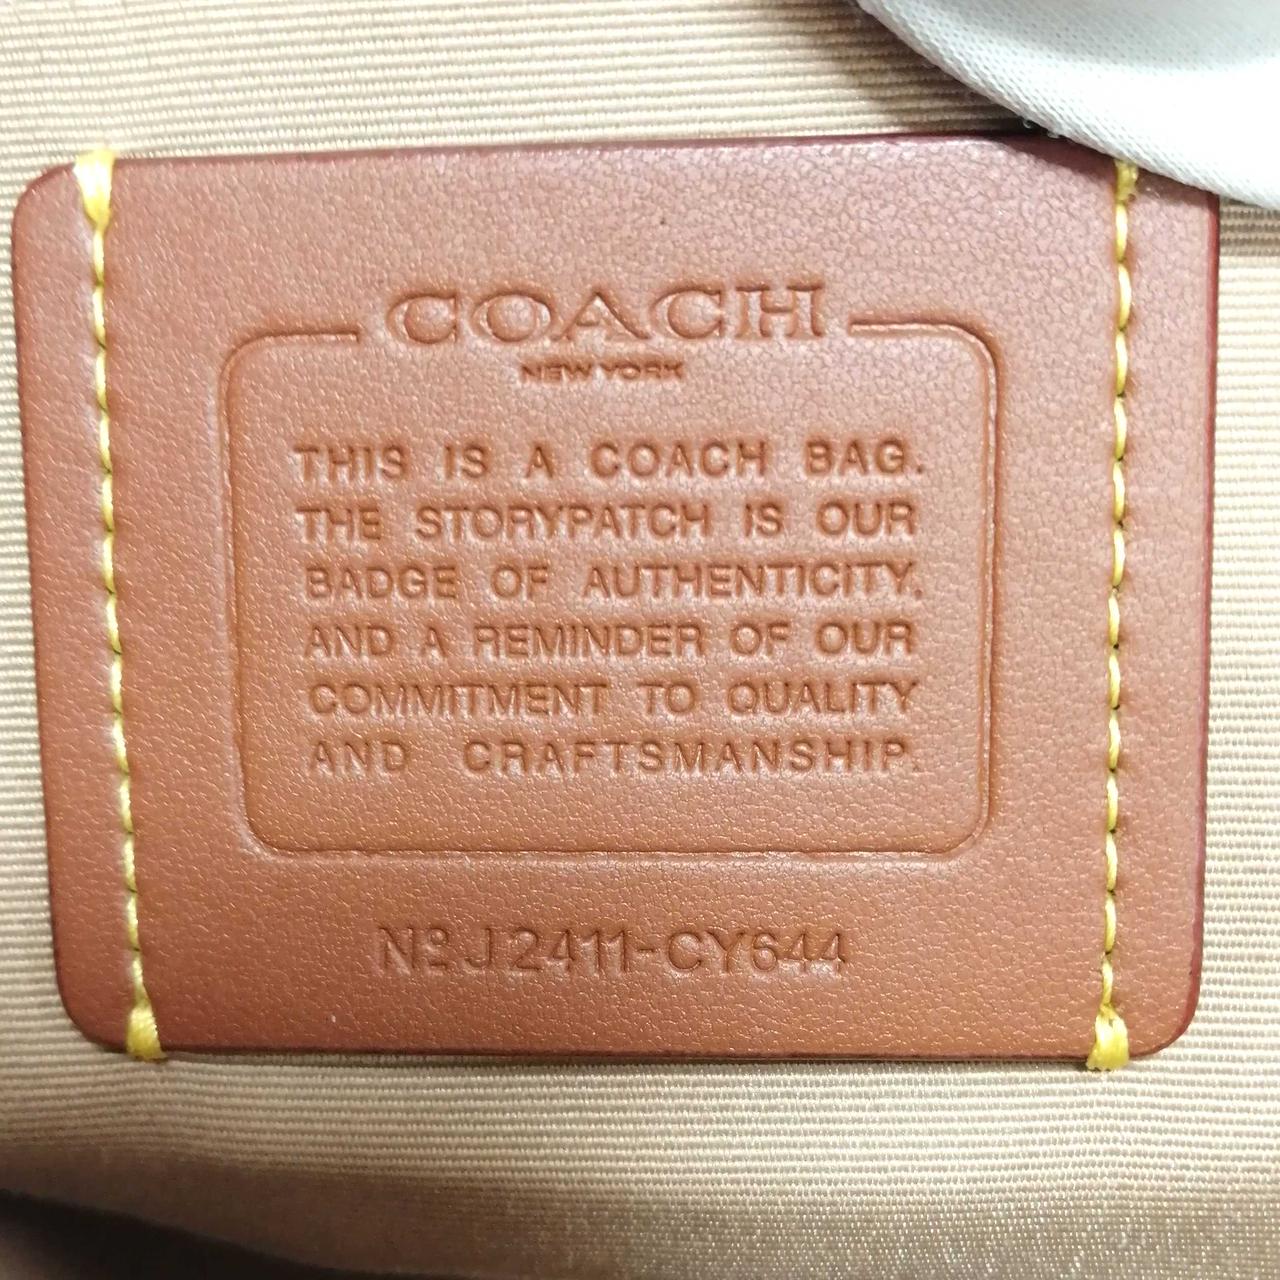 COACH
NEW YORK
THIS IS A COACH BAG.
THE STORYPATCH IS OUR
BADGE OF AUTHENTICITY,
AND A REMINDER OF OUR
COMMITMENT TO QUALITY
AND CRAFTSMANSHIP.
Nº J2411-CY644